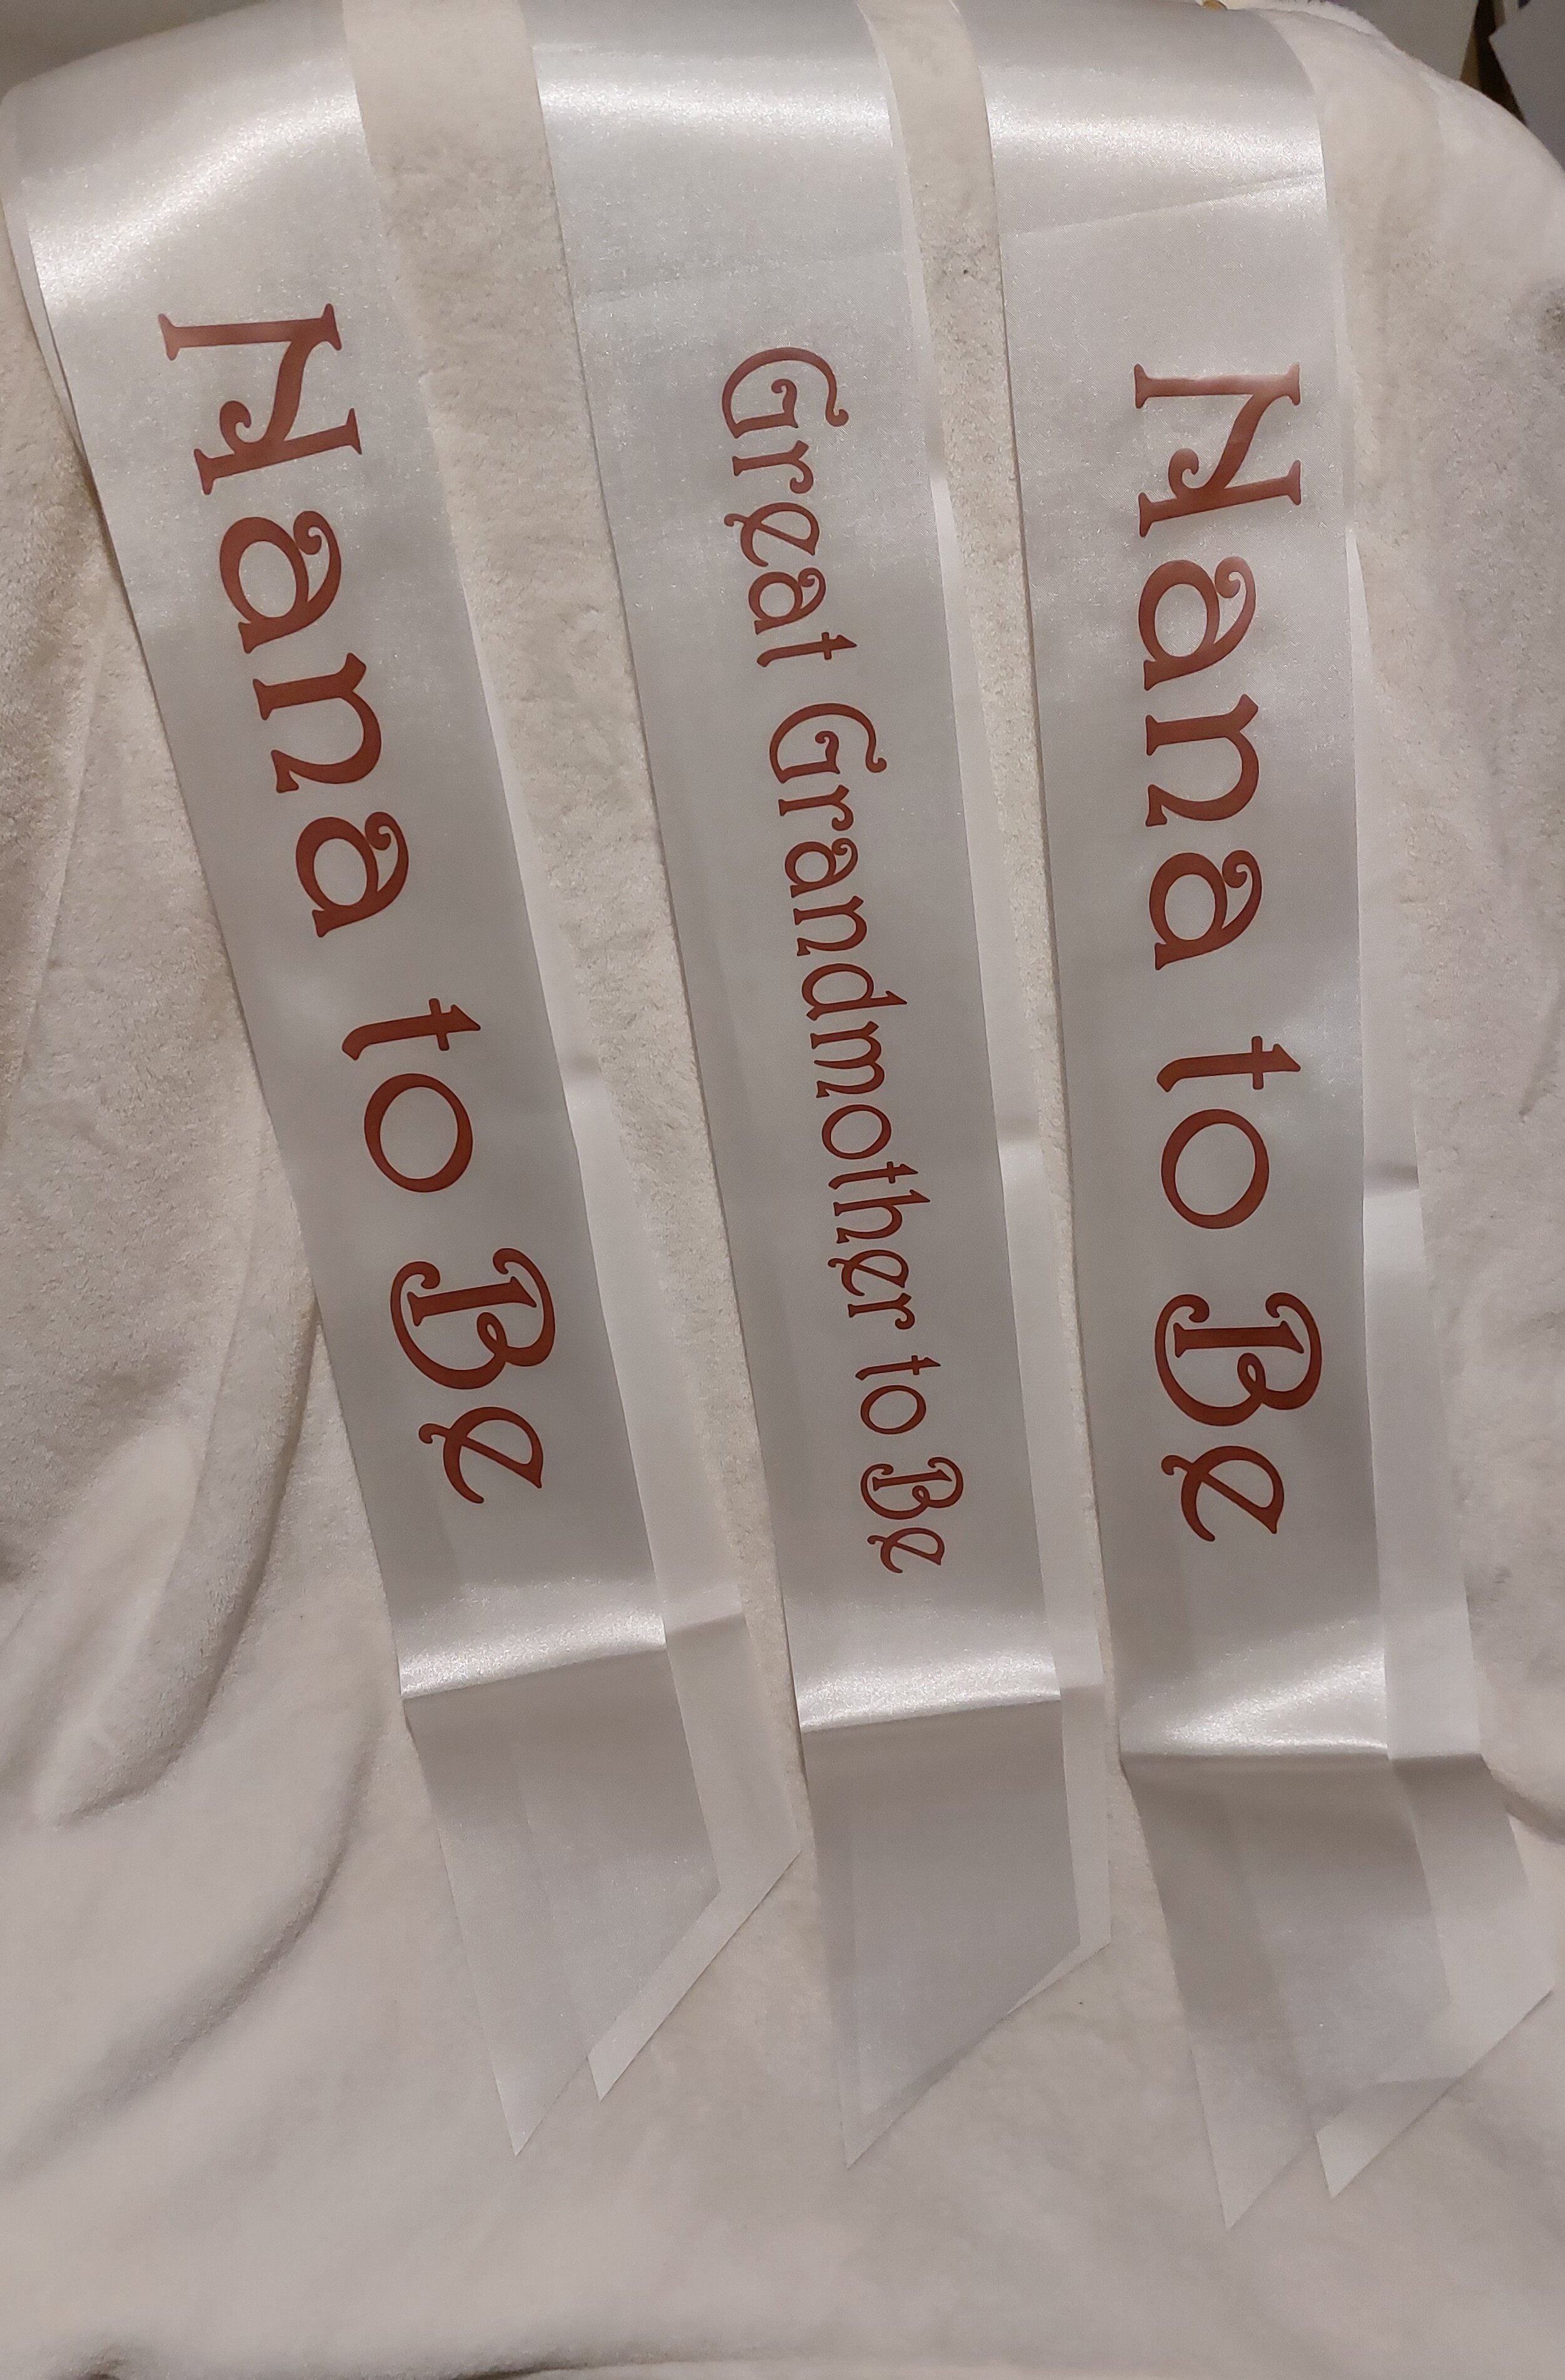 Nana to Be
Great Grandmother to Be
Nana to Be